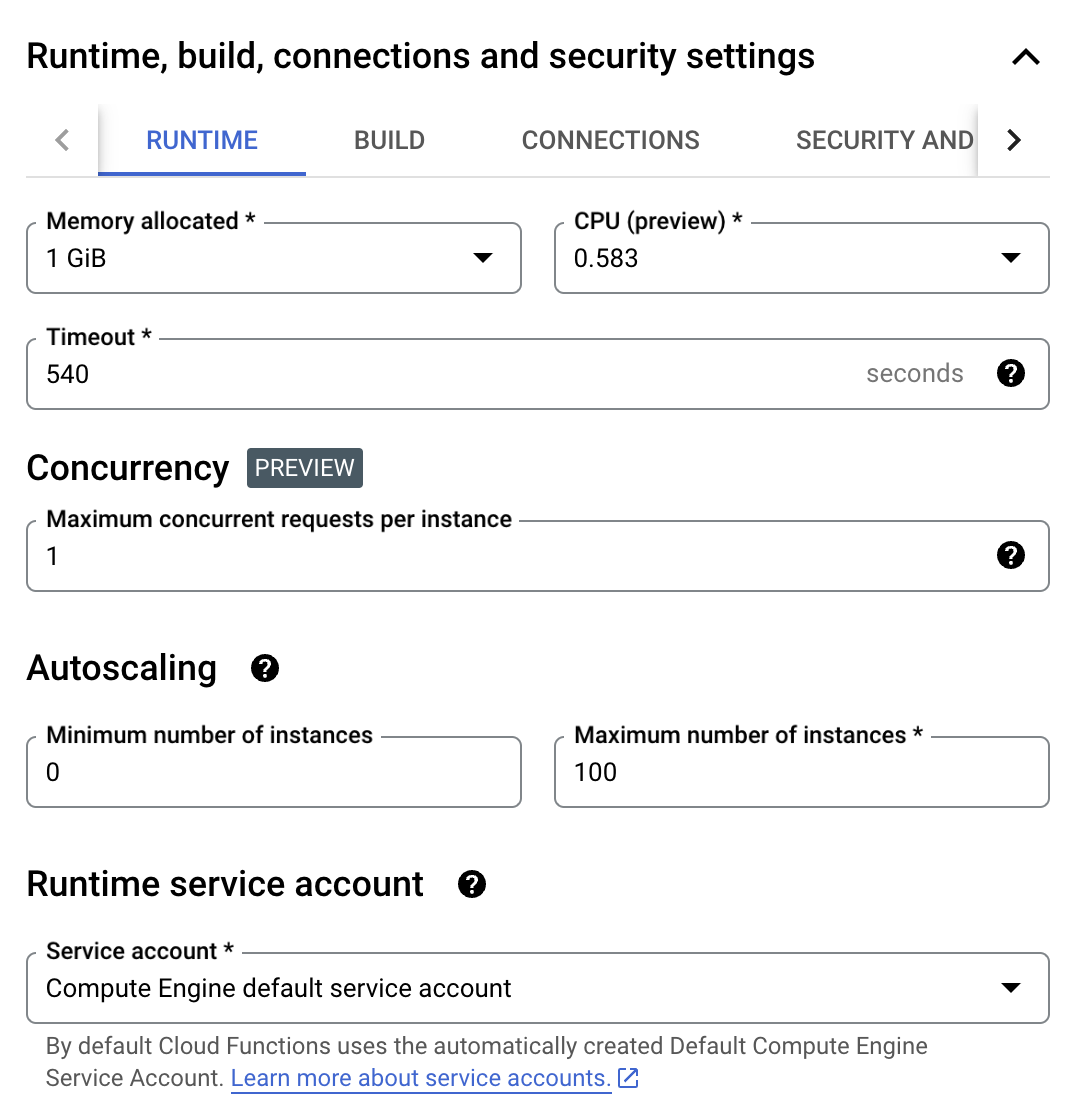 Runtime, build, connections and security settings
RUNTIME BUILD CONNECTIONS SECURITY AND
Memory allocated * CPU (preview) *
1 GiB 0.583
Timeout *
540 seconds
Concurrency PREVIEW
Maximum concurrent requests per instance
1
Autoscaling
Minimum number of instances Maximum number of instances *
0 100
Runtime service account
Service account *
Compute Engine default service account
By default Cloud Functions uses the automatically created Default Compute Engine
Service Account. Learn more about service accounts.